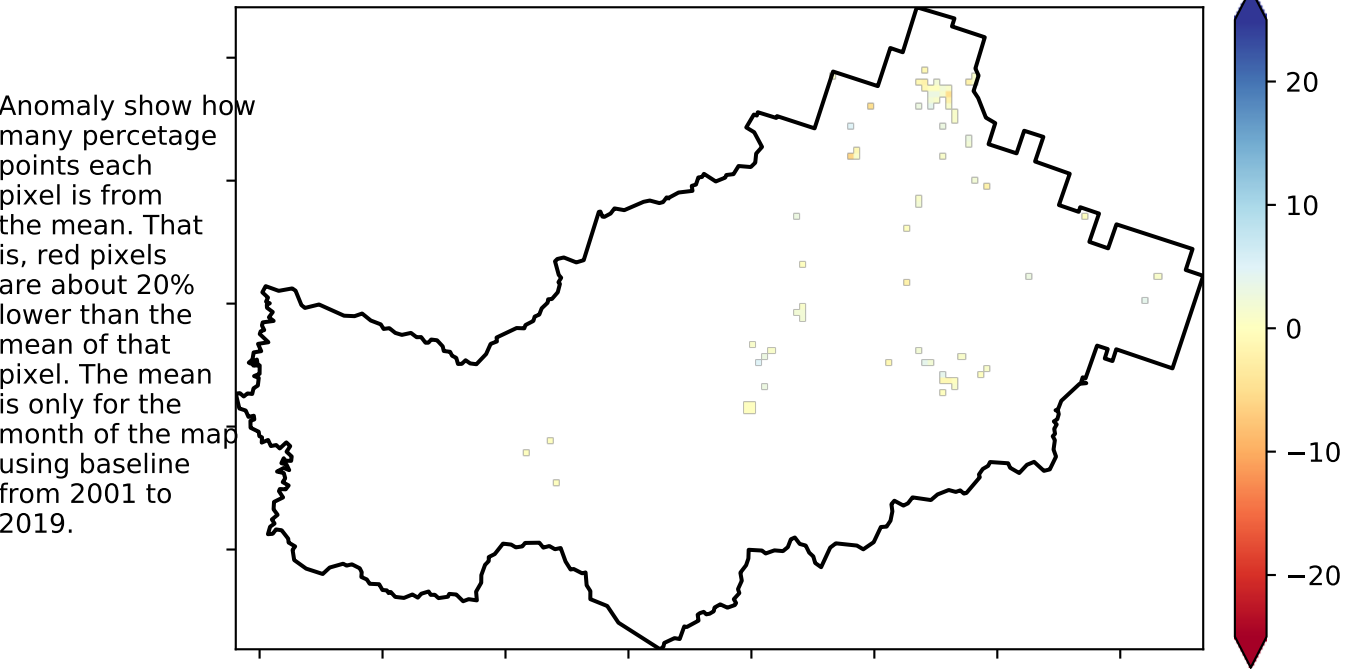 Anomaly show how
many percetage
points each
pixel is from
the mean. That
is, red pixels
are about 20%
lower than the
mean of that
pixel. The mean
is only for the
month of the map
using baseline
from 2001 to
2019.
20
10
0
−10
−20